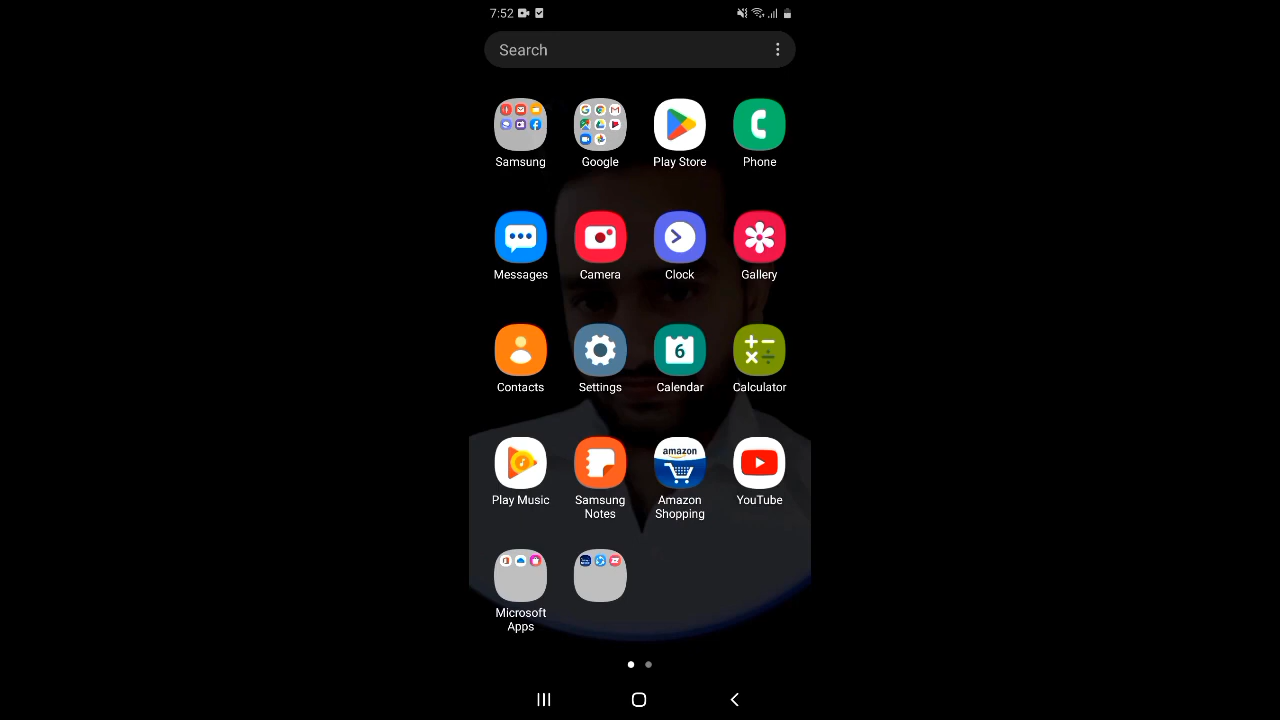 7:52
Search
Samsung
Google
Play Store
Phone
Messages
Camera
Clock
Gallery
Contacts
Settings
6
Calendar
Calculator
Play Music
Samsung
Notes
amazon
Amazon
Shopping
YouTube
Microsoft
Apps